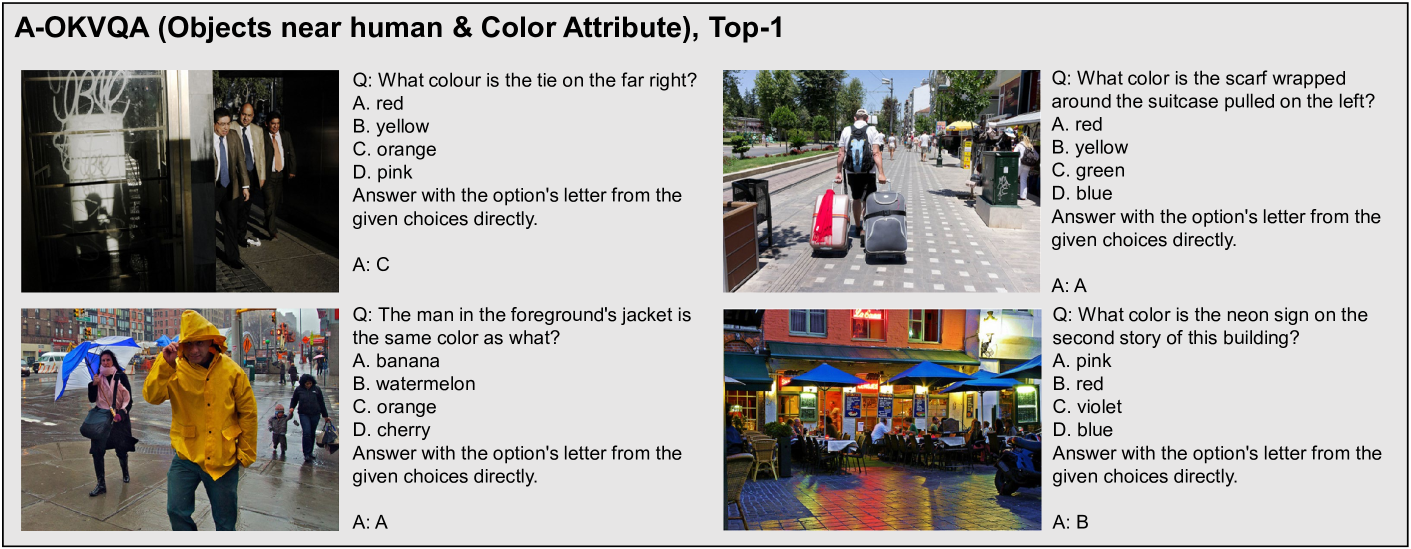 A-OKVQA (Objects near human & Color Attribute), Top-1
Q: What colour is the tie on the far right?
A. red
B. yellow
C. orange
D. pink
Answer with the option's letter from the
given choices directly.
A: C
Q: What color is the scarf wrapped
around the suitcase pulled on the left?
A. red
B. yellow
C. green
D. blue
Answer with the option's letter from the
given choices directly.
A: A
Q: The man in the foreground's jacket is
the same color as what?
A. banana
B. watermelon
C. orange
D. cherry
Answer with the option's letter from the
given choices directly.
A: A
Q: What color is the neon sign on the
second story of this building?
A. pink
B. red
C. violet
D. blue
Answer with the option's letter from the
given choices directly.
A: B